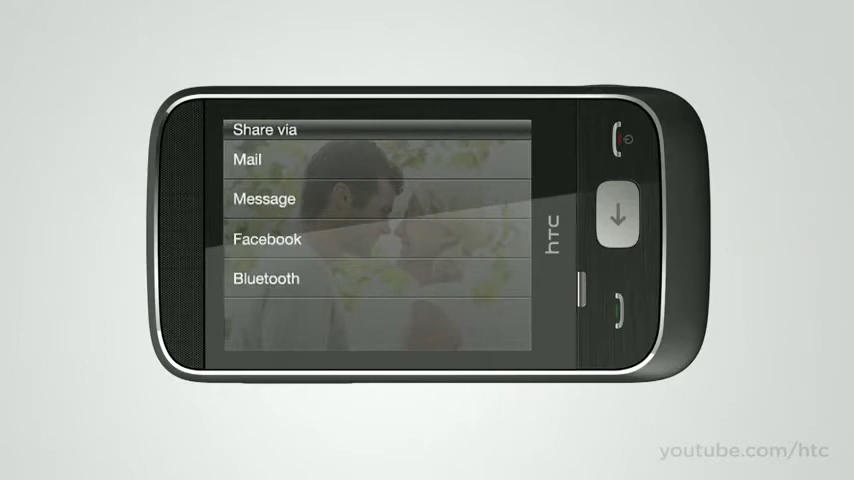 Share via
Mail
Message
Facebook
Bluetooth
hTC
youtube.com/htc